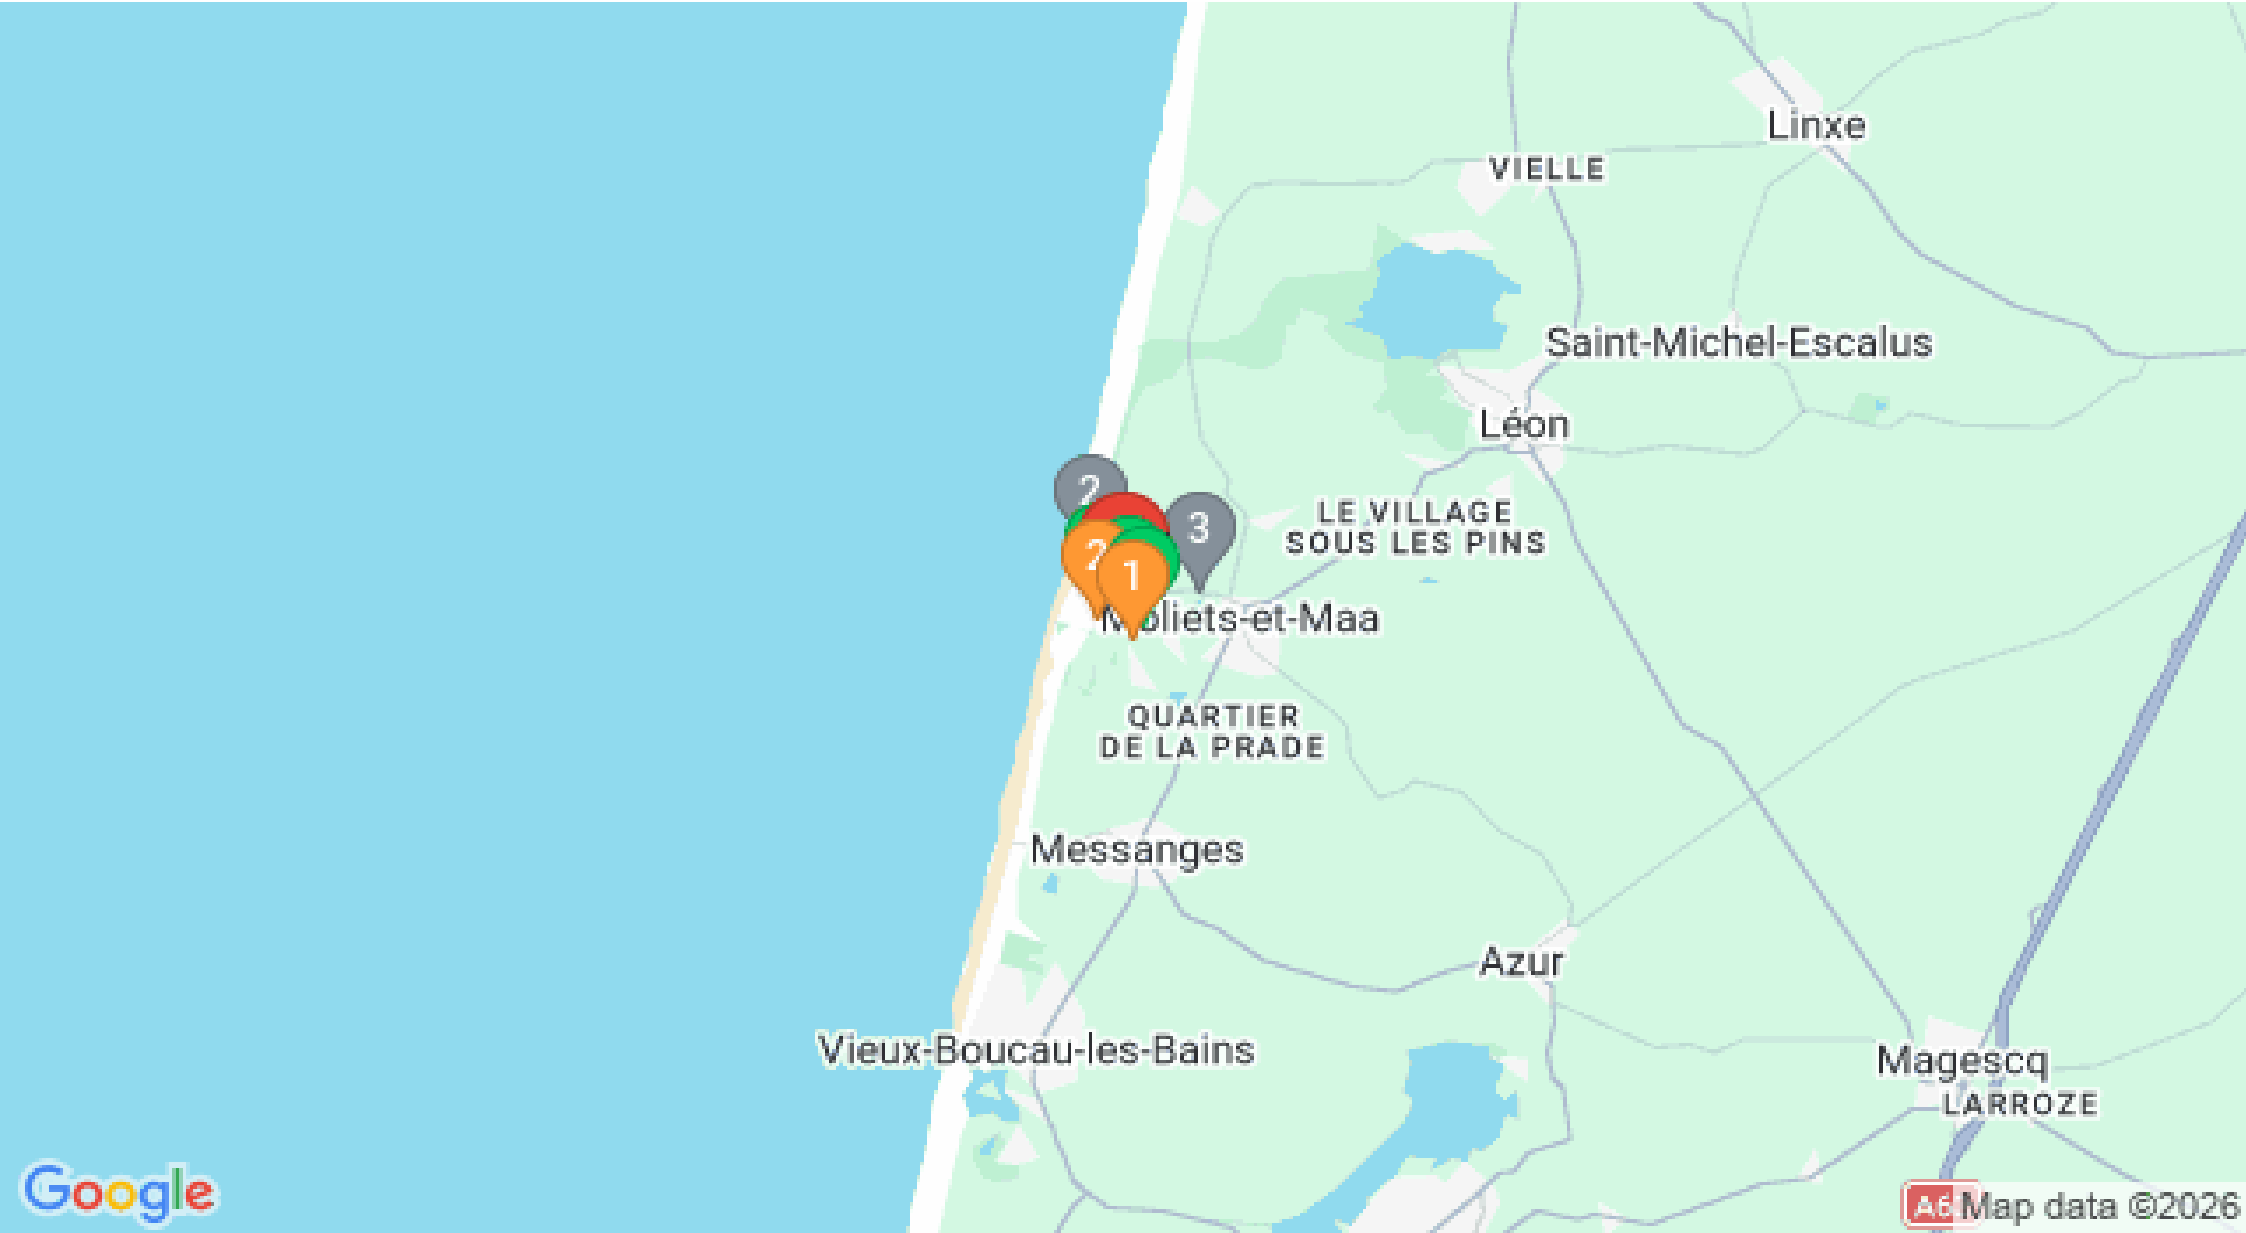 Linxe
VIELLE
Saint-Michel-Escalus
Léon
2
3
LE VILLAGE
SOUS LES PINS
2
1
Moliets-et-Maa
QUARTIER
DE LA PRADE
Messanges
Azur
Vieux-Boucau-les-Bains
Magescq
LARROZE
Google
Map data ©2026